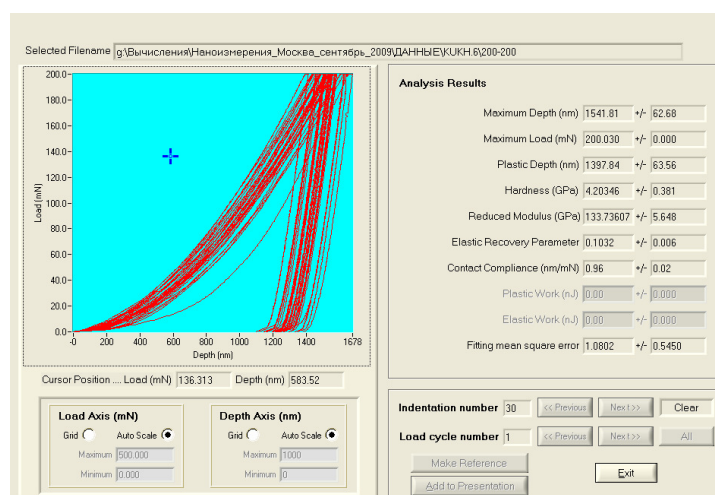 Selected Filename g:\Вычисления\Наноизмерения_Москва_сентябрь_2009\ДАННЫЕ\KUKH.6\200-200
200.0
180.0
160.0
140.0
120.0
100.0
80.0
60.0
40.0
20.0
0.0
Load (mN)
0 200 400 600 800 1000 1200 1400 1678
Depth (nm)
Cursor Position .... Load (mN) 136.313 Depth (nm) 583.52
Load Axis (mN)
Grid Auto Scale
Maximum 500.000
Minimum 0.000
Depth Axis (nm)
Grid Auto Scale
Maximum 1000
Minimum 0
Analysis Results
Maximum Depth (nm) 1541.81 +/- 62.68
Maximum Load (mN) 200.030 +/- 0.000
Plastic Depth (nm) 1397.84 +/- 63.56
Hardness (GPa) 4.20346 +/- 0.381
Reduced Modulus (GPa) 133.73607 +/- 5.648
Elastic Recovery Parameter 0.1032 +/- 0.006
Contact Compliance (nm/mN) 0.96 +/- 0.02
Plastic Work (nJ) 0.00 +/- 0.000
Elastic Work (nJ) 0.00 +/- 0.000
Fitting mean square error 1.0802 +/- 0.5450
Indentation number 30 << Previous Next >> Clear
Load cycle number 1 << Previous Next >> All
Make Reference
Exit
Add to Presentation